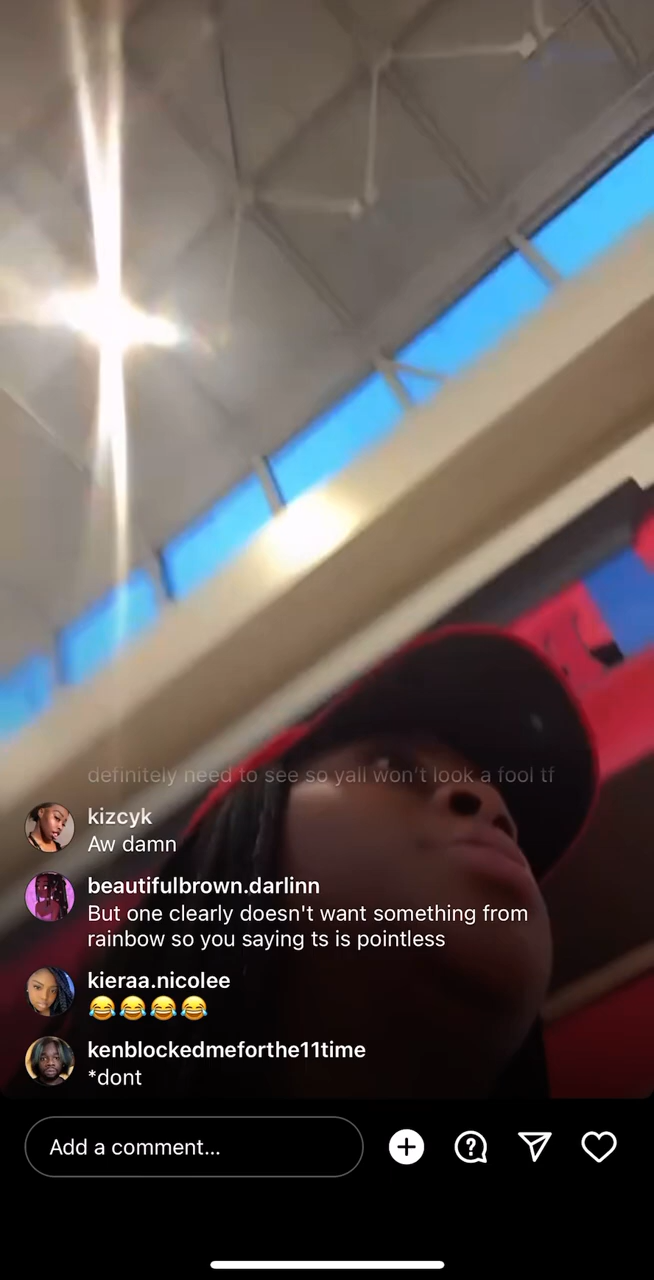 definitely need to see so yall won't look a fool tf
kizcyk
Aw damn
beautifulbrown.darlinn
But one clearly doesn't want something from
rainbow so you saying ts is pointless
kieraa.nicolee
😂😂😂😂
kenblockedmeforthe11time
*dont
Add a comment...